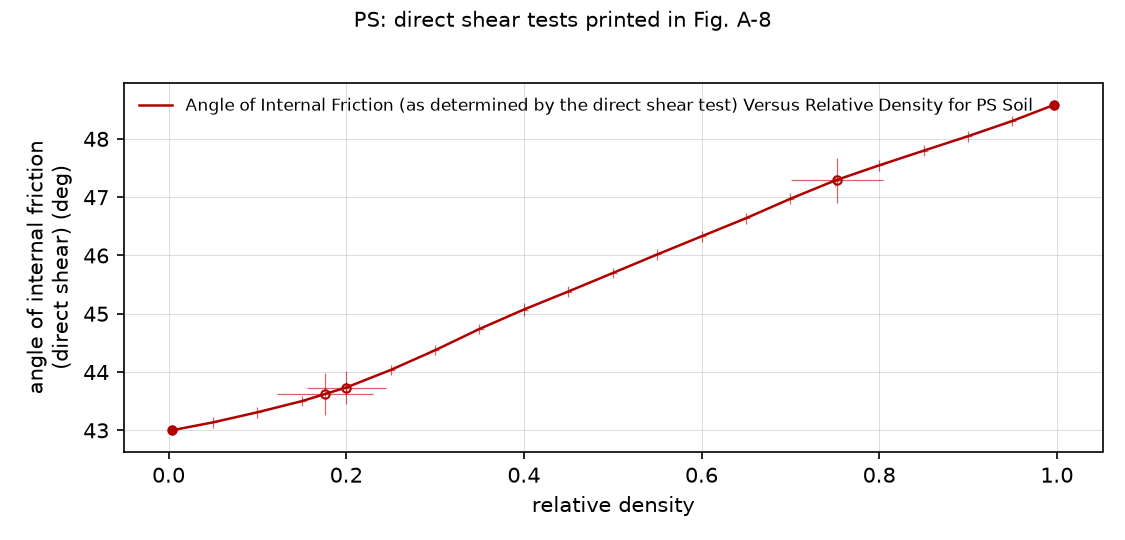 PS: direct shear tests printed in Fig. A-8
Angle of Internal Friction (as determined by the direct shear test) Versus Relative Density for PS Soil
48
47
46
45
44
43
angle of internal friction
(direct shear) (deg)
0.0 0.2 0.4 0.6 0.8 1.0
relative density